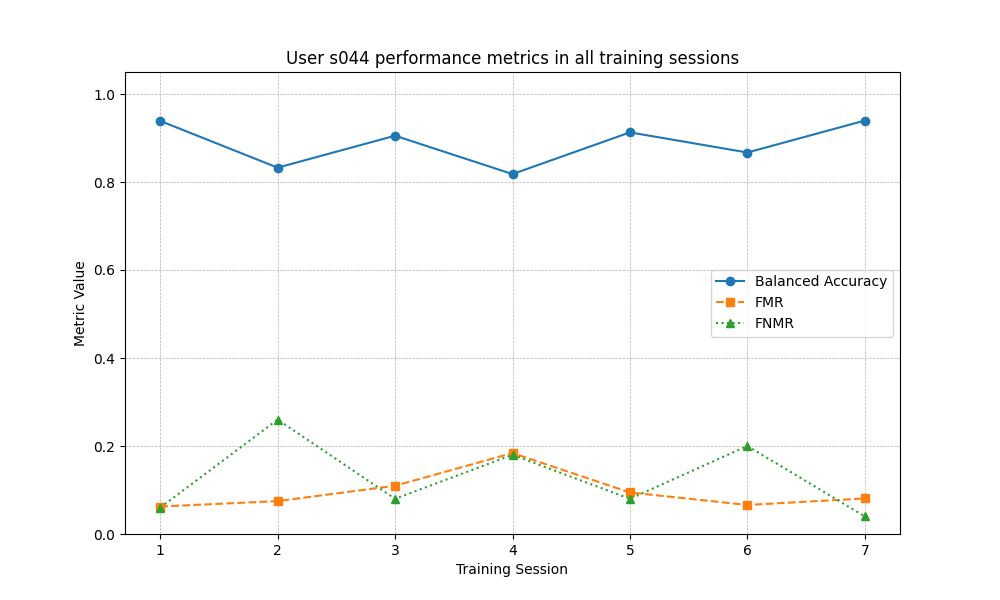 User s044 performance metrics in all training sessions
Metric Value
1.0
0.8
0.6
0.4
0.2
0.0
Balanced Accuracy
FMR
FNMR
1 2 3 4 5 6 7
Training Session